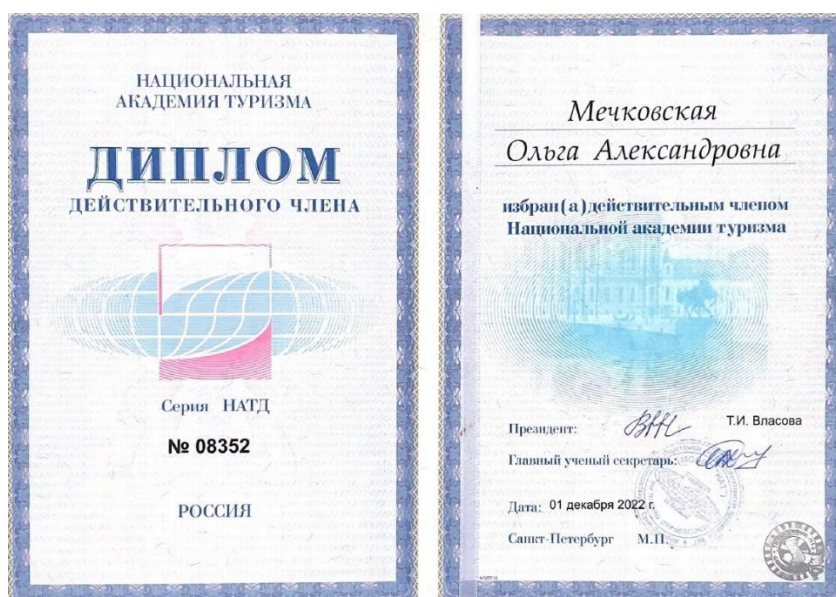 НАЦИОНАЛЬНАЯ
АКАДЕМИЯ ТУРИЗМА
ДИПЛОМ
ДЕЙСТВИТЕЛЬНОГО ЧЛЕНА
Серия НАТД
№ 08352
РОССИЯ
Мечковская
Ольга Александровна
избран(а) действительным членом
Национальной академии туризма
Президент: Т.И. Власова
Главный ученый секретарь:
Дата: 01 декабря 2022 г.
Санкт-Петербург М.П.